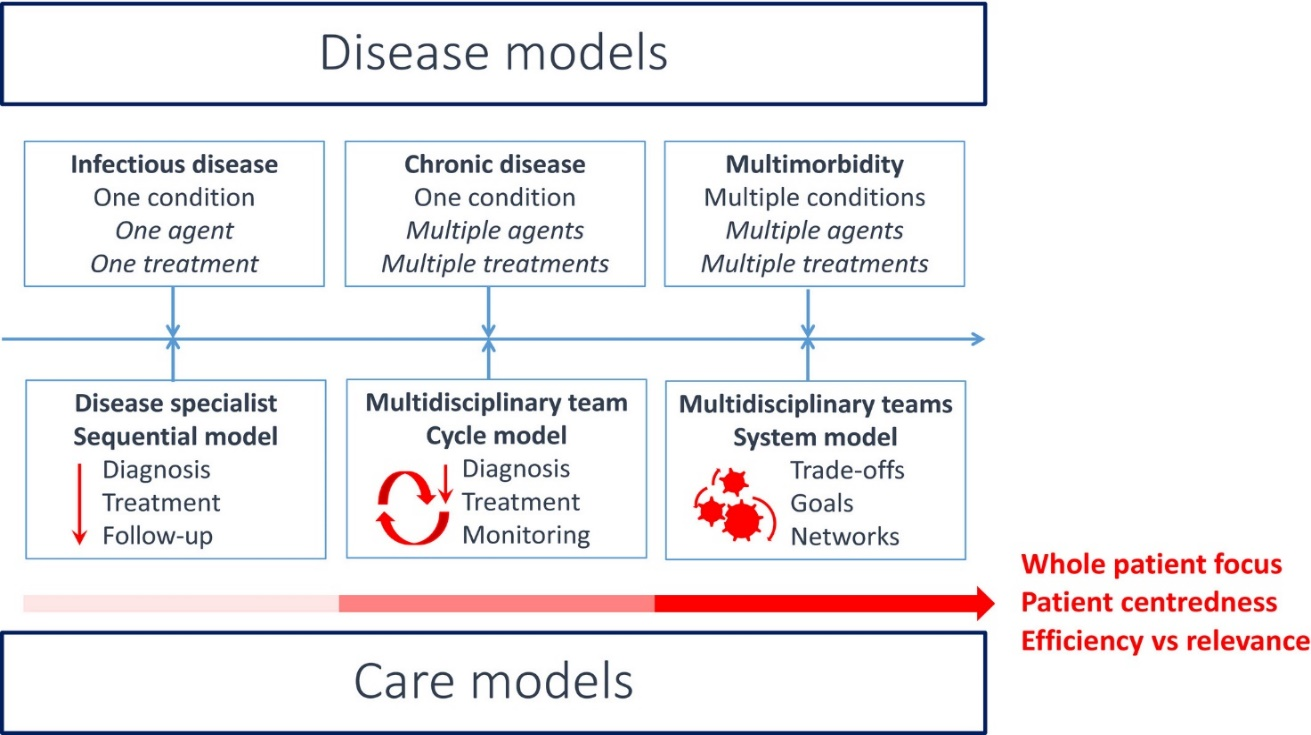 Disease models
Infectious disease
One condition
One agent
One treatment
Chronic disease
One condition
Multiple agents
Multiple treatments
Multimorbidity
Multiple conditions
Multiple agents
Multiple treatments
Disease specialist
Sequential model
Diagnosis
Treatment
Follow-up
Multidisciplinary team
Cycle model
Diagnosis
Treatment
Monitoring
Multidisciplinary teams
System model
Trade-offs
Goals
Networks
Whole patient focus
Patient centredness
Efficiency vs relevance
Care models